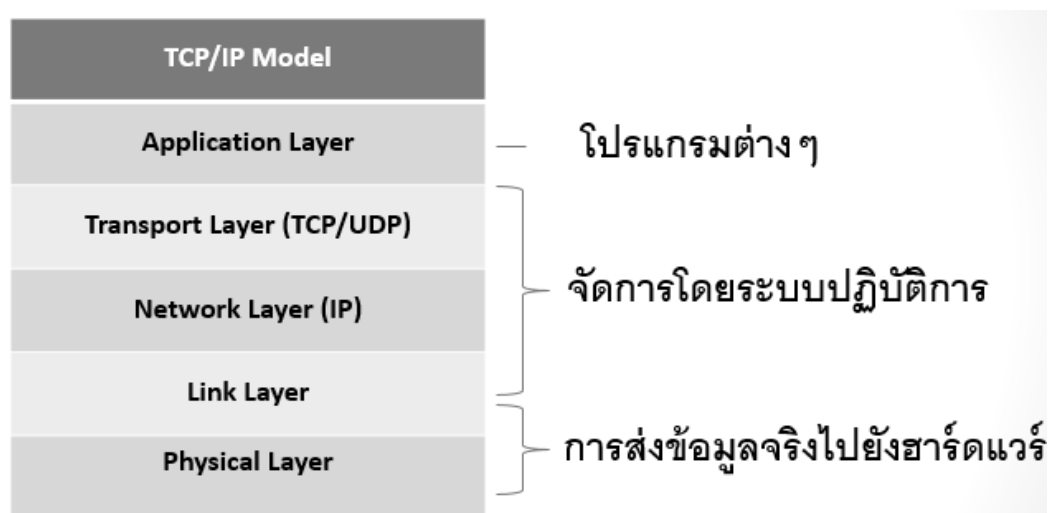 TCP/IP Model
Application Layer
โปรแกรมต่างๆ
Transport Layer (TCP/UDP)
Network Layer (IP)
จัดการโดยระบบปฏิบัติการ
Link Layer
Physical Layer
การส่งข้อมูลจริงไปยังฮาร์ดแวร์